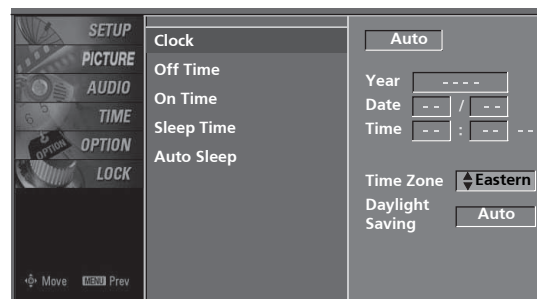 SETUP
PICTURE
AUDIO
TIME
OPTION
LOCK
Move MENU Prev
Clock
Off Time
On Time
Sleep Time
Auto Sleep
Auto
Year - - - -
Date - - / - -
Time - - : - - - -
Time Zone Eastern
Daylight
Saving Auto